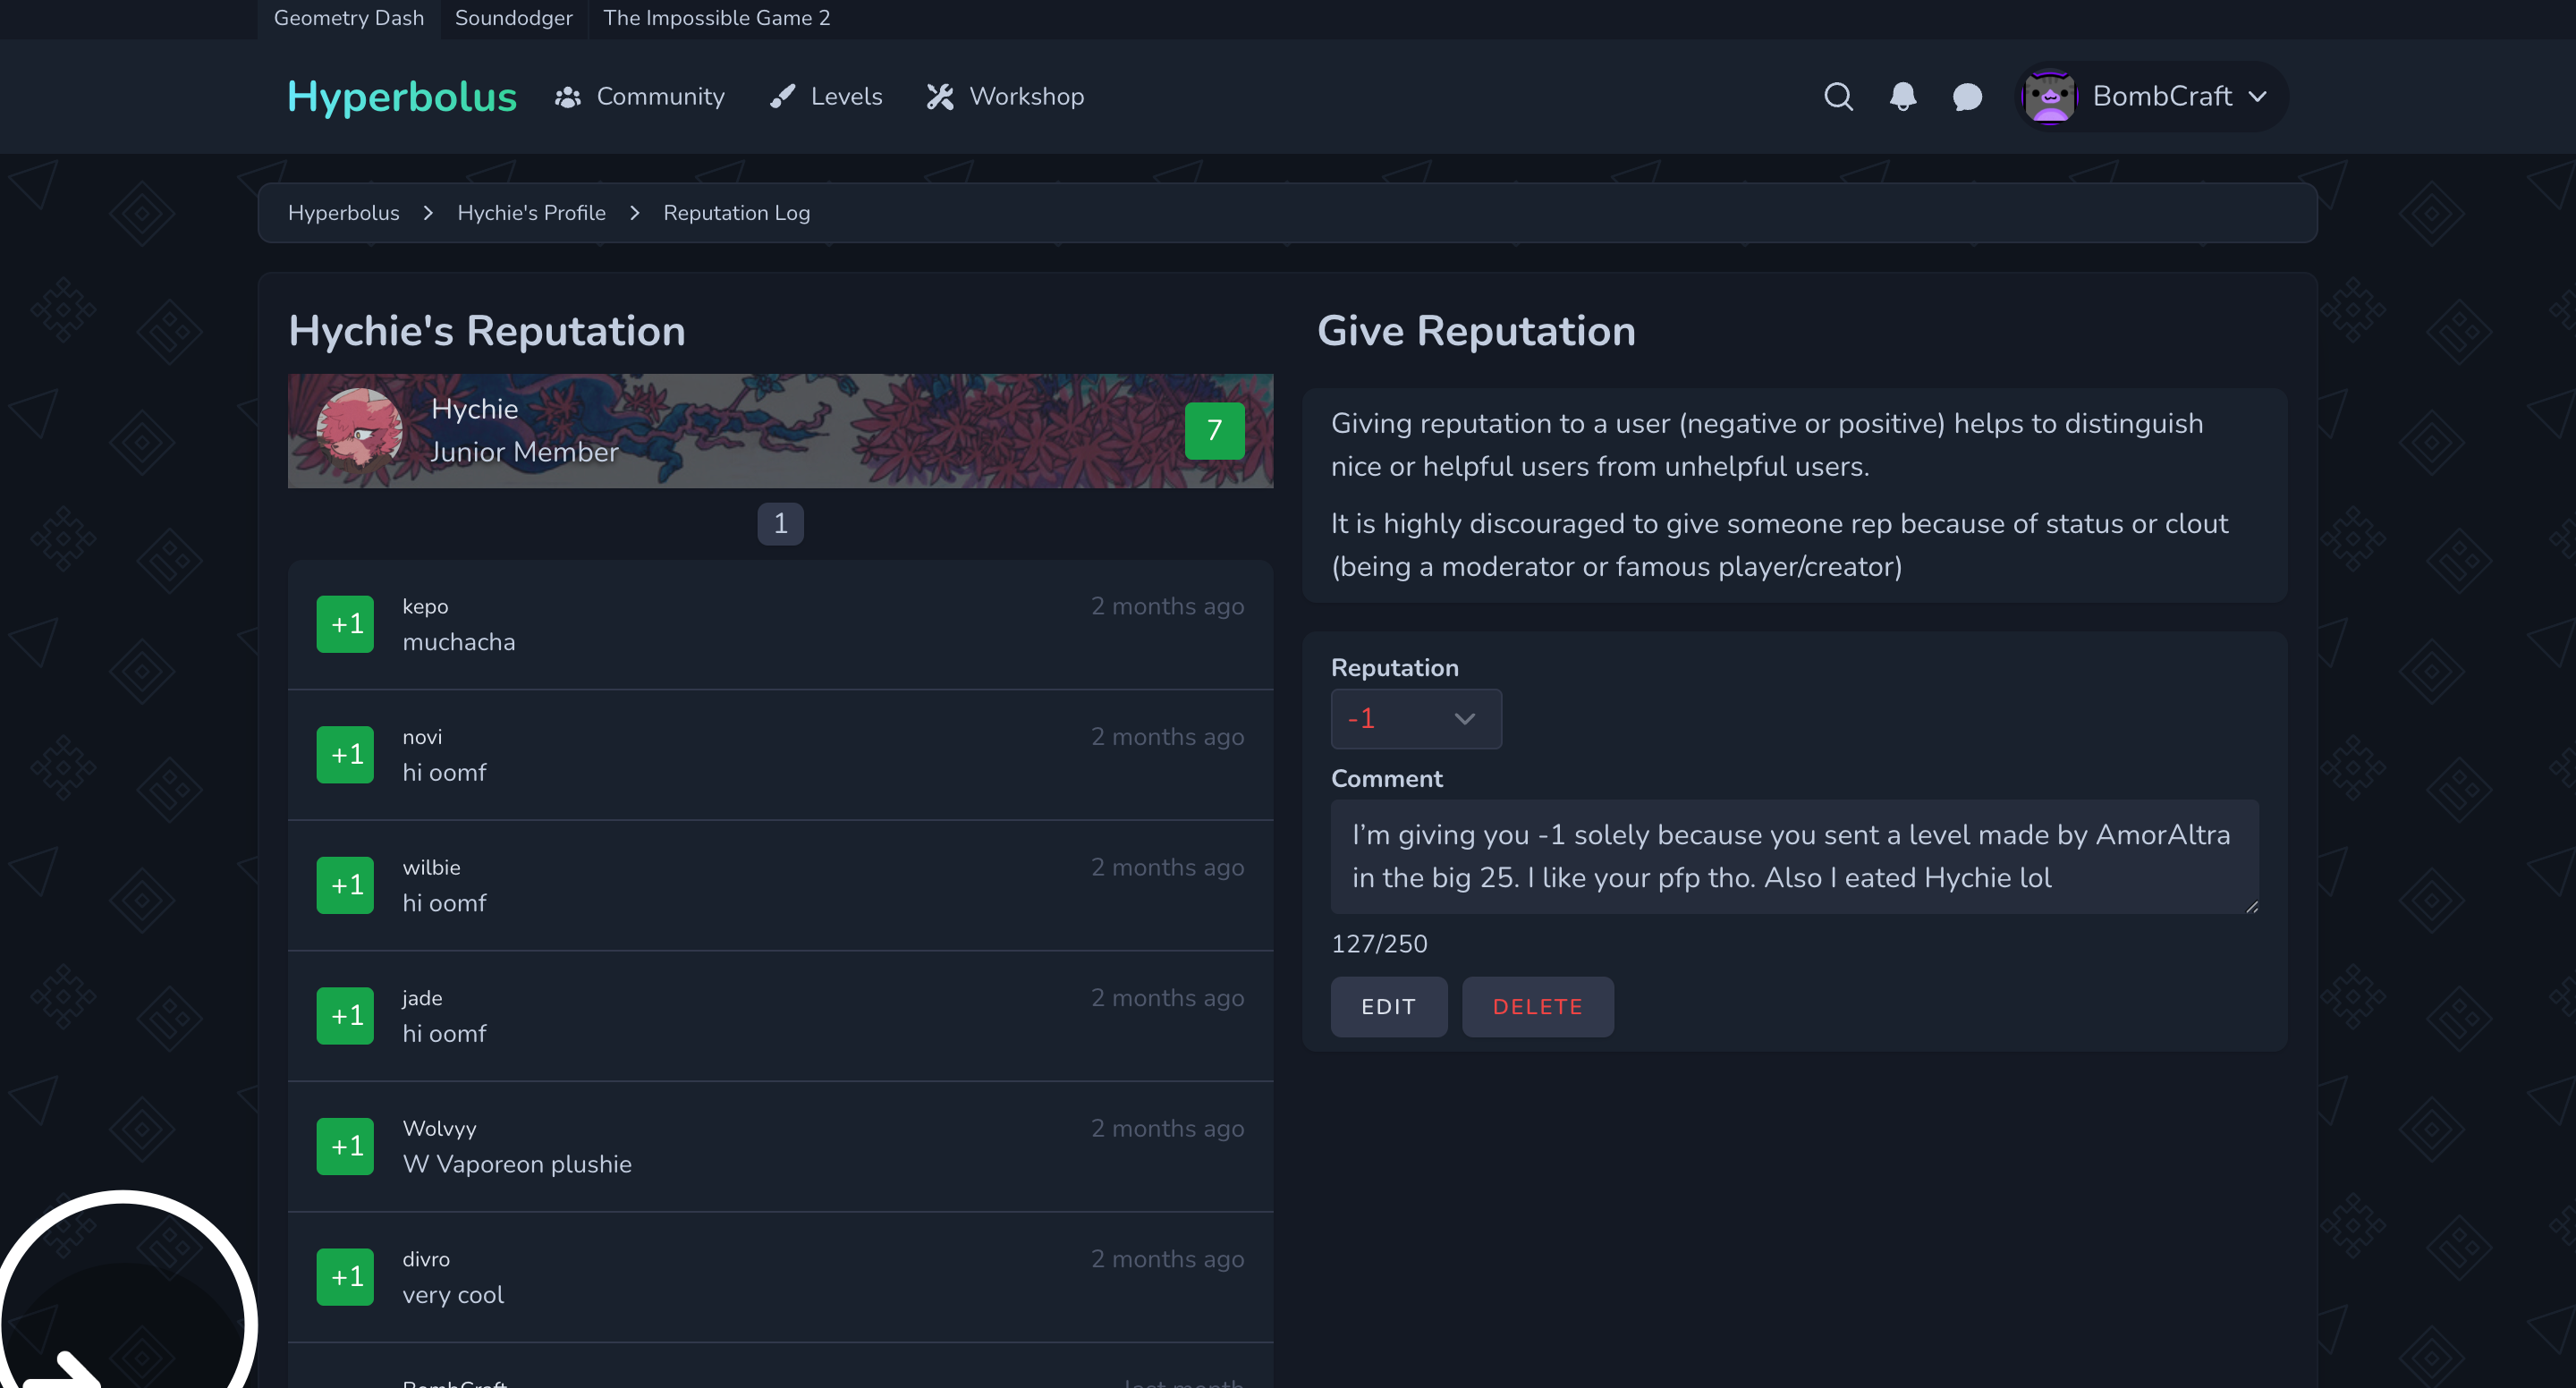 Geometry Dash
Soundodger
The Impossible Game 2
Hyperbolus
Community
Levels
Workshop
BombCraft
Hyperbolus
Hychie's Profile
Reputation Log
Hychie's Reputation
Hychie
Junior Member
7
1
+1
kepo
2 months ago
muchacha
+1
novi
2 months ago
hi oomf
+1
wilbie
2 months ago
hi oomf
+1
jade
2 months ago
hi oomf
+1
Wolvyy
2 months ago
W Vaporeon plushie
+1
divro
2 months ago
very cool
BombCraft
last month
Give Reputation
Giving reputation to a user (negative or positive) helps to distinguish
nice or helpful users from unhelpful users.
It is highly discouraged to give someone rep because of status or clout
(being a moderator or famous player/creator)
Reputation
-1
Comment
I’m giving you -1 solely because you sent a level made by AmorAltra
in the big 25. I like your pfp tho. Also I eated Hychie lol
127/250
EDIT
DELETE